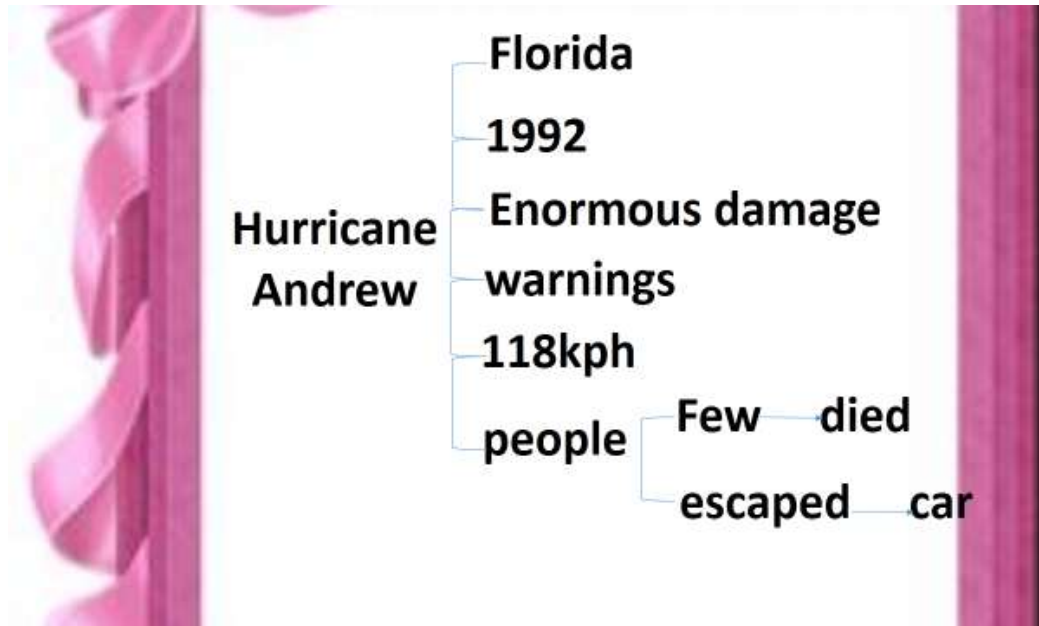 Florida
1992
Enormous damage
Hurricane
Andrew
warnings
118kph
people
Few died
escaped car